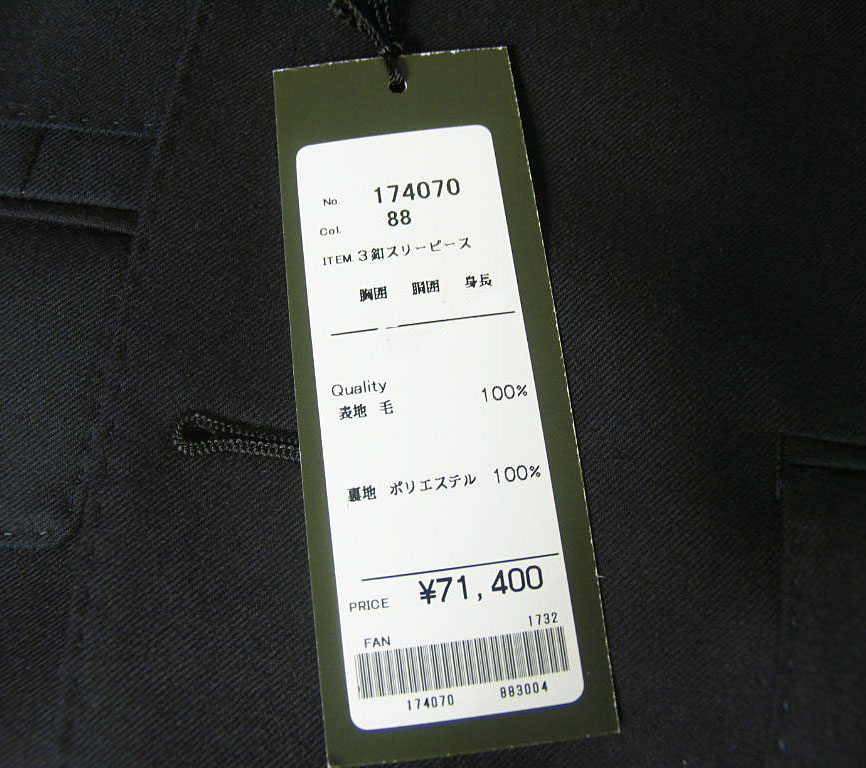 No. 174070
Col. 88
ITEM. 3釦スリーピース
胸囲 胴囲 身長
Quality
表地 毛 100%
裏地 ポリエステル 100%
PRICE ¥71,400
FAN 1732
174070 883004